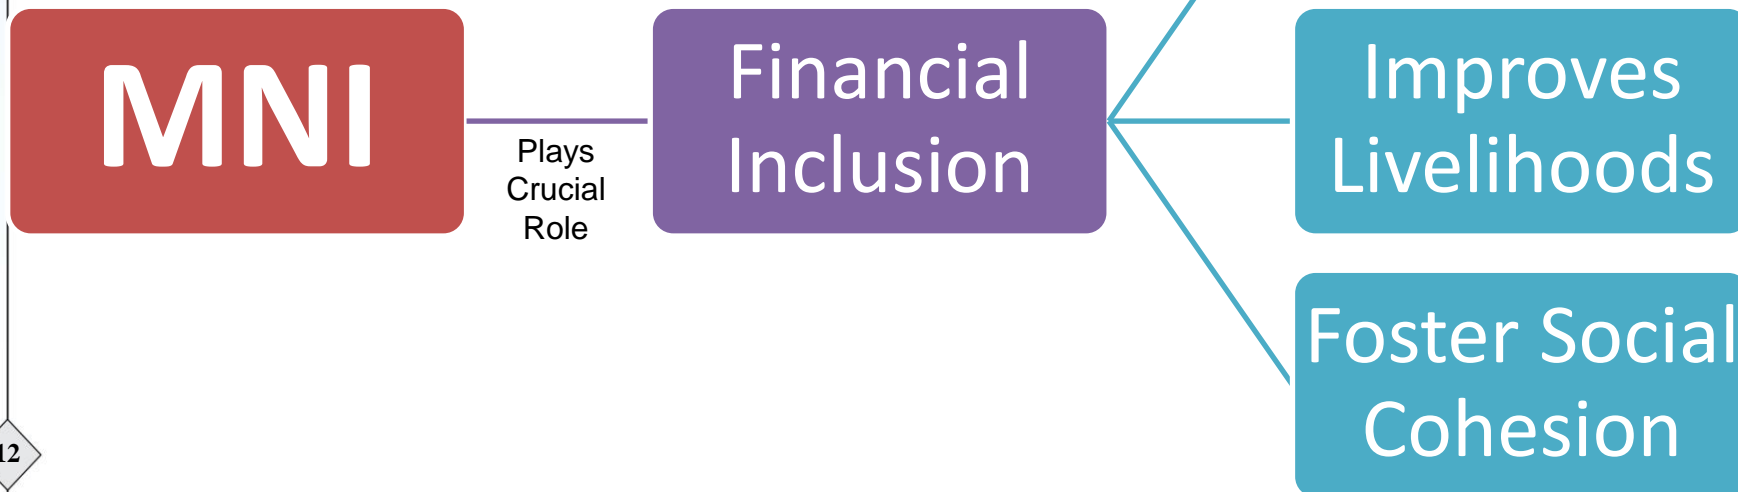 MNI
Plays
Crucial
Role
Financial
Inclusion
Improves
Livelihoods
Foster Social
Cohesion
12